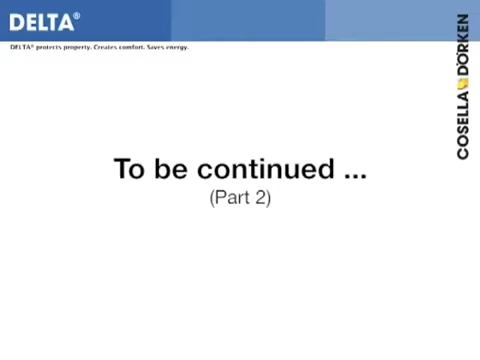 DELTA®
DELTA® protects property. Creates comfort. Saves energy.
COSELLA DÖRKEN
To be continued ...
(Part 2)